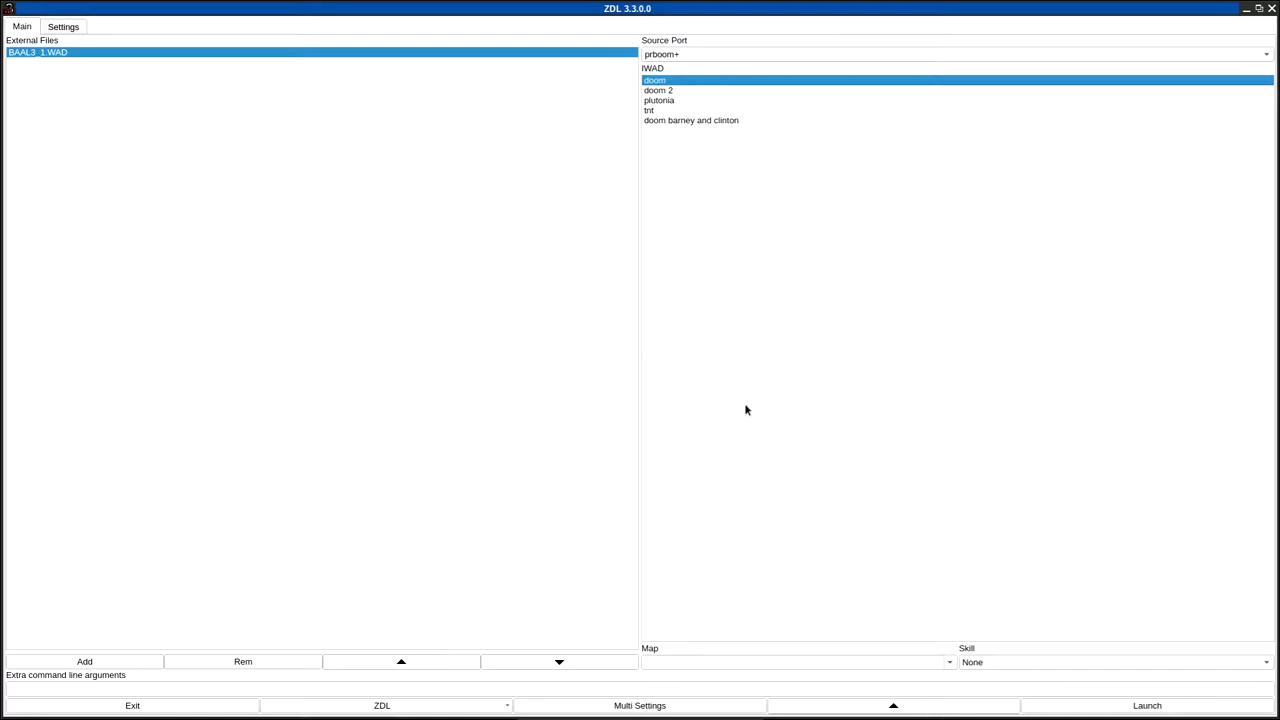 ZDL 3.3.0.0
Main
Settings
External Files
BAAL3_1.WAD
Source Port
prboom+
IWAD
doom
doom 2
plutonia
tnt
doom barney and clinton
Map
Skill
None
Add
Rem
Extra command line arguments
Exit
ZDL
Multi Settings
Launch